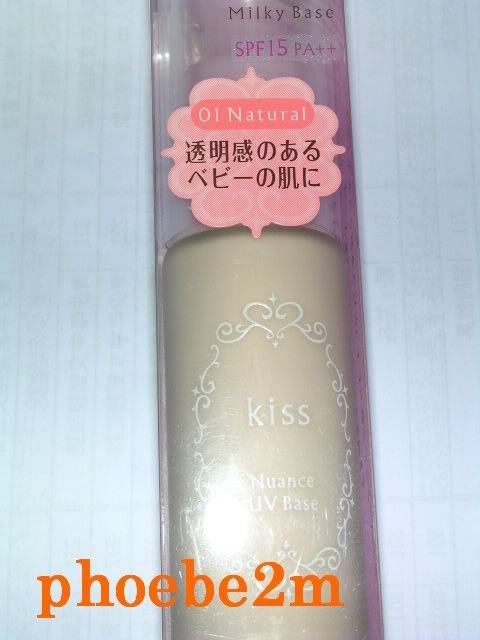 Milky Base
SPF15 PA++
01 Natural
透明感のある
ベビーの肌に
kiss
Nuance
UV Base
phoebe2m